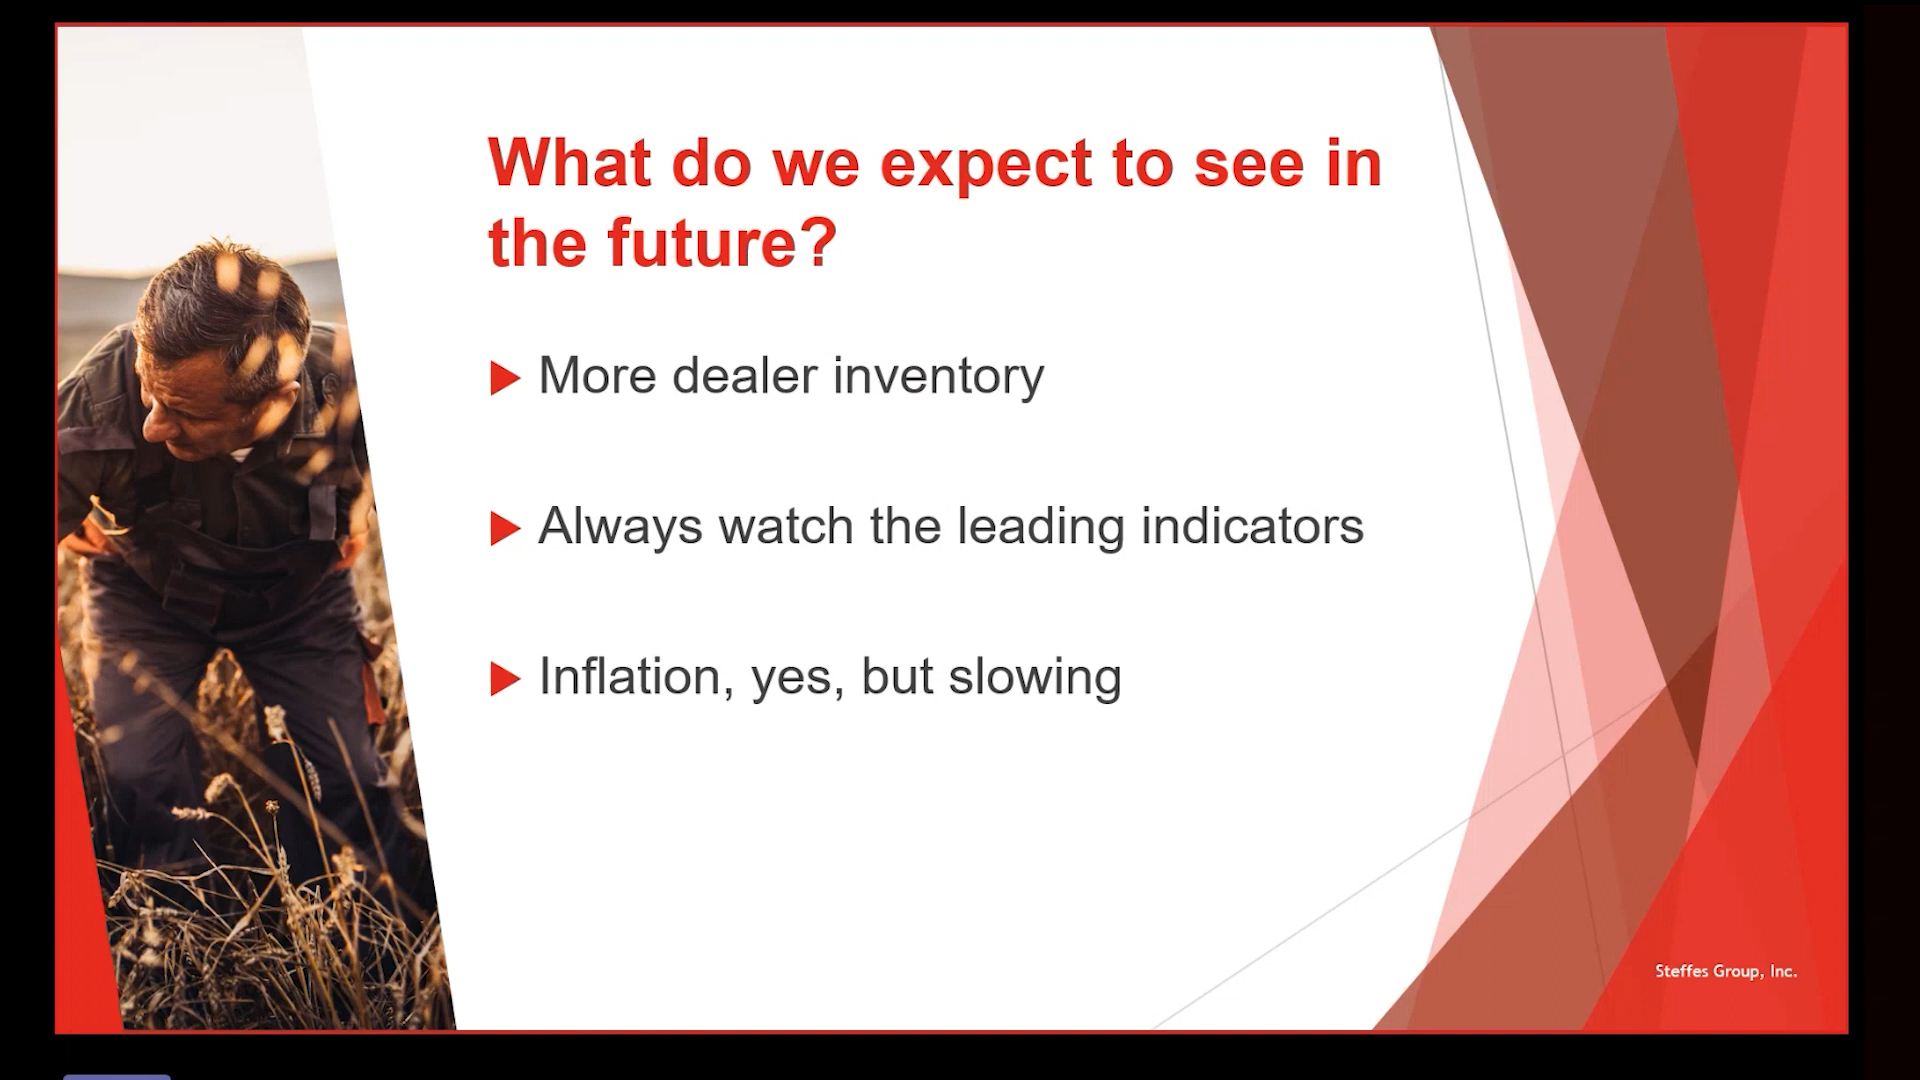 What do we expect to see in
the future?
More dealer inventory
Always watch the leading indicators
Inflation, yes, but slowing
Steffes Group, Inc.